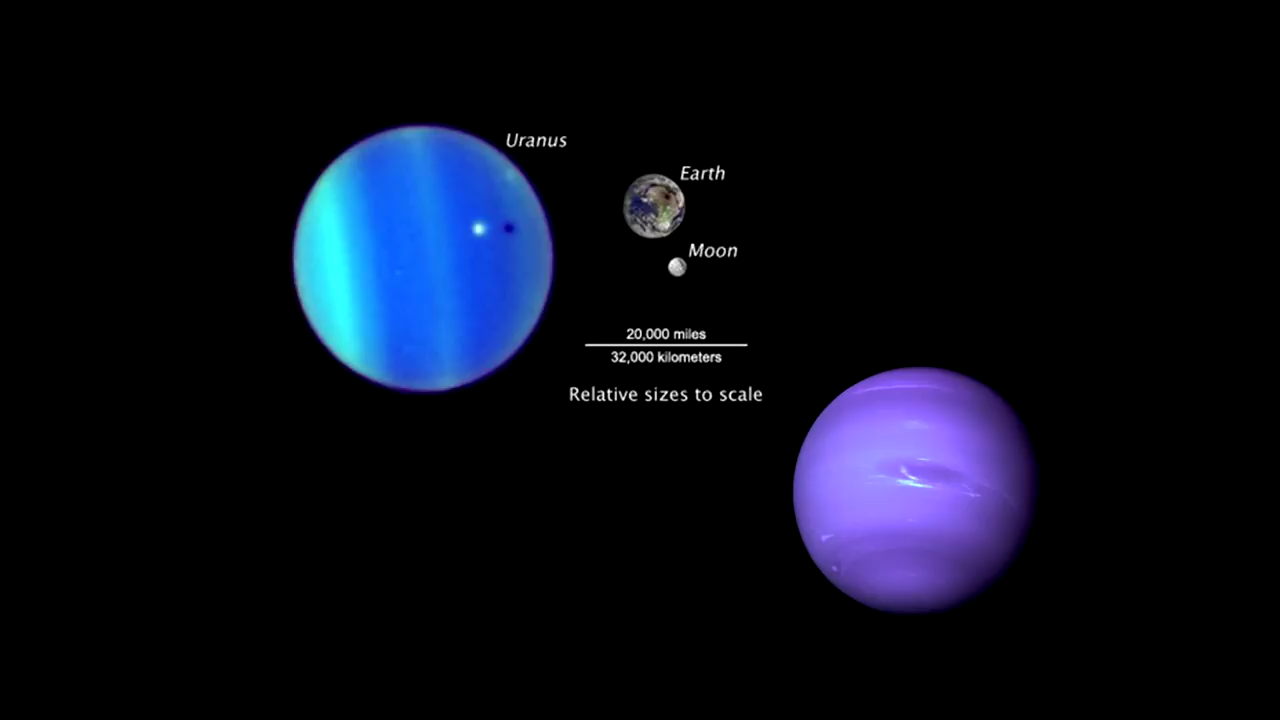 Uranus
Earth
Moon
20,000 miles
32,000 kilometers
Relative sizes to scale